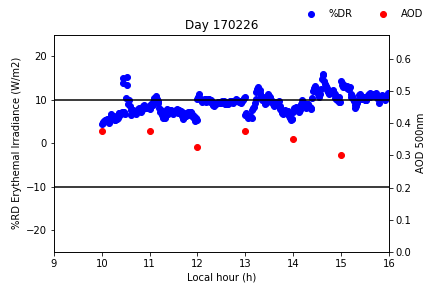 %DR AOD
Day 170226
%RD Erythemal Irradiance (W/m2)
20
10
0
−10
−20
0.6
0.5
0.4
0.3
0.2
0.1
0.0
AOD 500nm
9 10 11 12 13 14 15 16
Local hour (h)